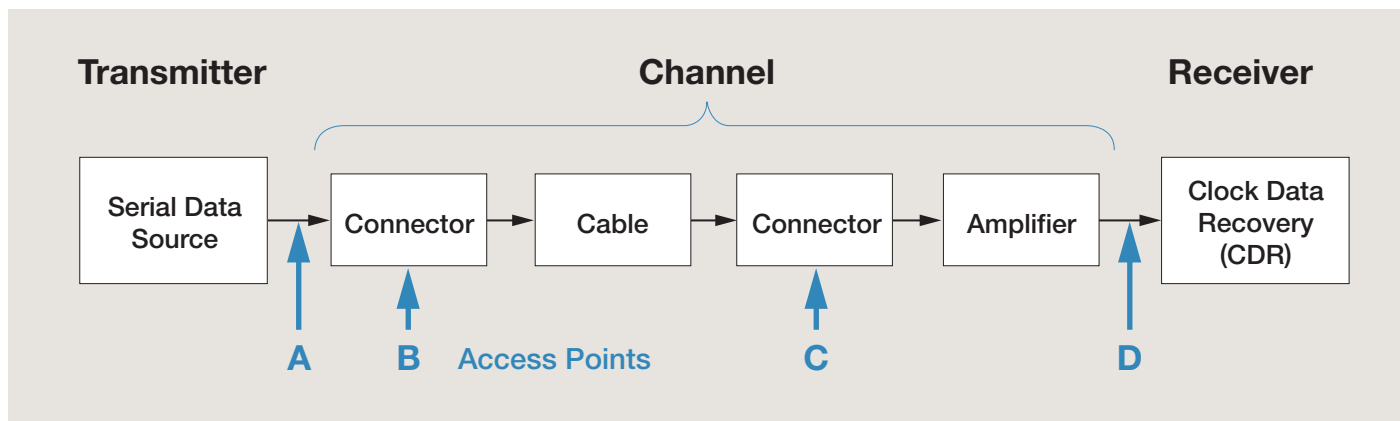 Transmitter
Channel
Receiver
Serial Data
Source
Connector
Cable
Connector
Amplifier
Clock Data
Recovery
(CDR)
A
B
Access Points
C
D